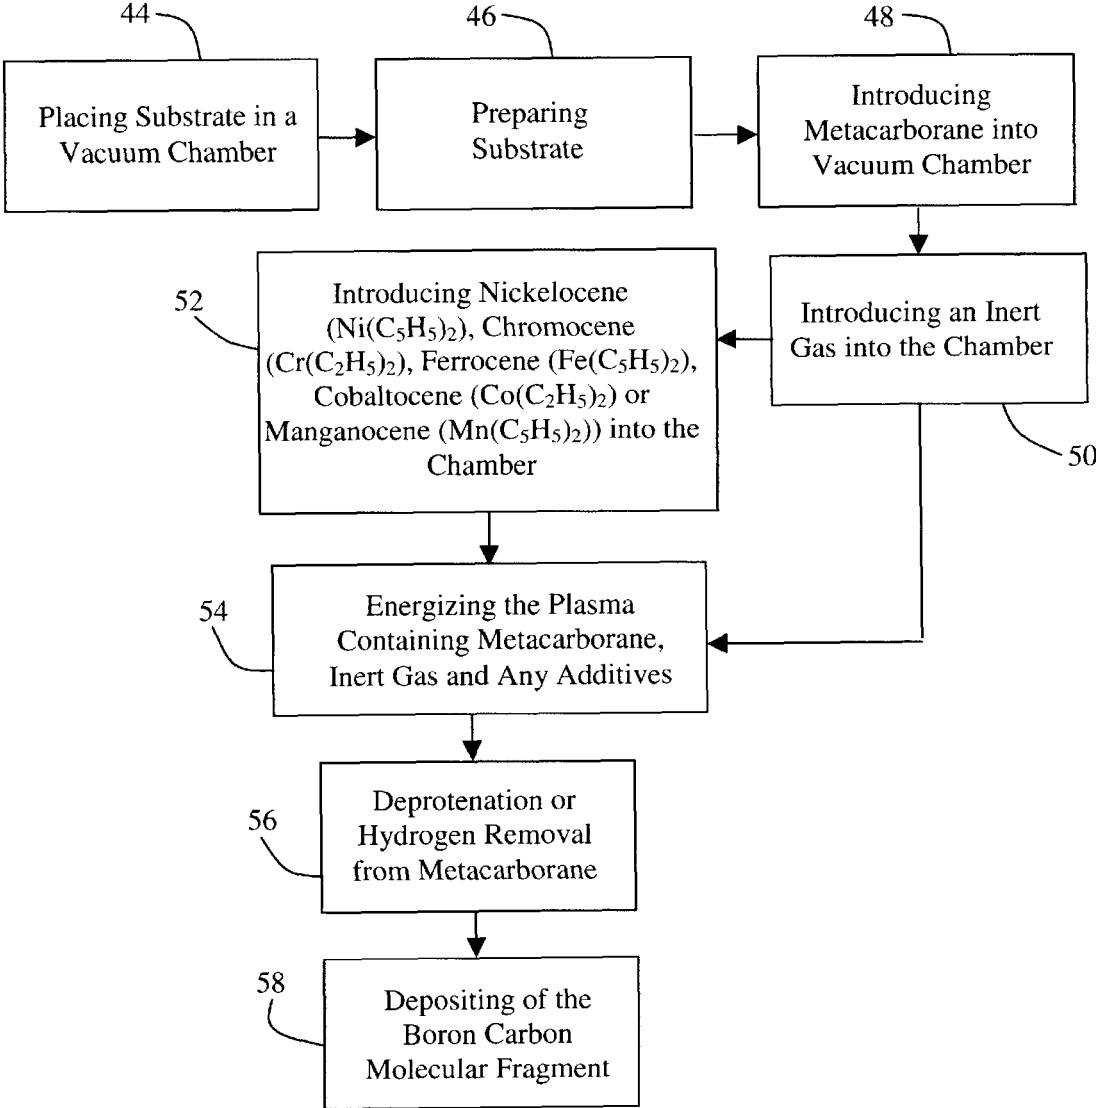 44
Placing Substrate in a
Vacuum Chamber
46
Preparing
Substrate
48
Introducing
Metacarborane into
Vacuum Chamber
52
Introducing Nickelocene
(Ni(C₅H₅)₂), Chromocene
(Cr(C₂H₅)₂), Ferrocene (Fe(C₅H₅)₂),
Cobaltocene (Co(C₂H₅)₂) or
Manganocene (Mn(C₅H₅)₂)) into the
Chamber
Introducing an Inert
Gas into the Chamber
50
54
Energizing the Plasma
Containing Metacarborane,
Inert Gas and Any Additives
56
Deprotenation or
Hydrogen Removal
from Metacarborane
58
Depositing of the
Boron Carbon
Molecular Fragment